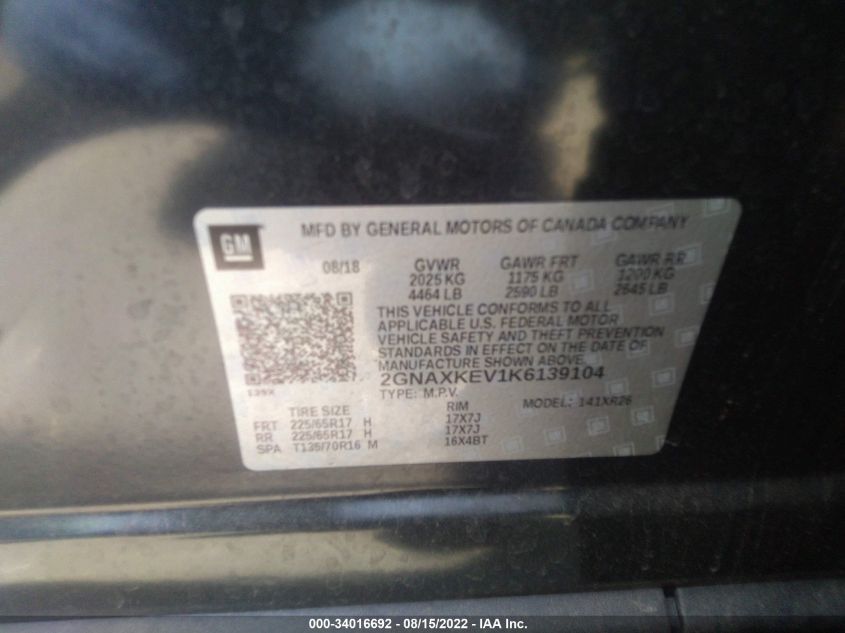 MFD BY GENERAL MOTORS OF CANADA COMPANY
GM
08/18 GVWR GAWR FRT GAWR RR
2025 KG 1175 KG 1200 KG
4464 LB 2590 LB 2645 LB
THIS VEHICLE CONFORMS TO ALL
APPLICABLE U.S. FEDERAL MOTOR
VEHICLE SAFETY AND THEFT PREVENTION
STANDARDS IN EFFECT ON THE DATE OF
MANUFACTURE SHOWN ABOVE.
2GNAXKEV1K6139104
TYPE: M.P.V. MODEL: 141XR26
TIRE SIZE RIM
FRT 225/65R17 H 17X7J
RR 225/65R17 H 17X7J
SPA T135/70R16 M 16X4BT
000-34016692 - 08/15/2022 - IAA Inc.